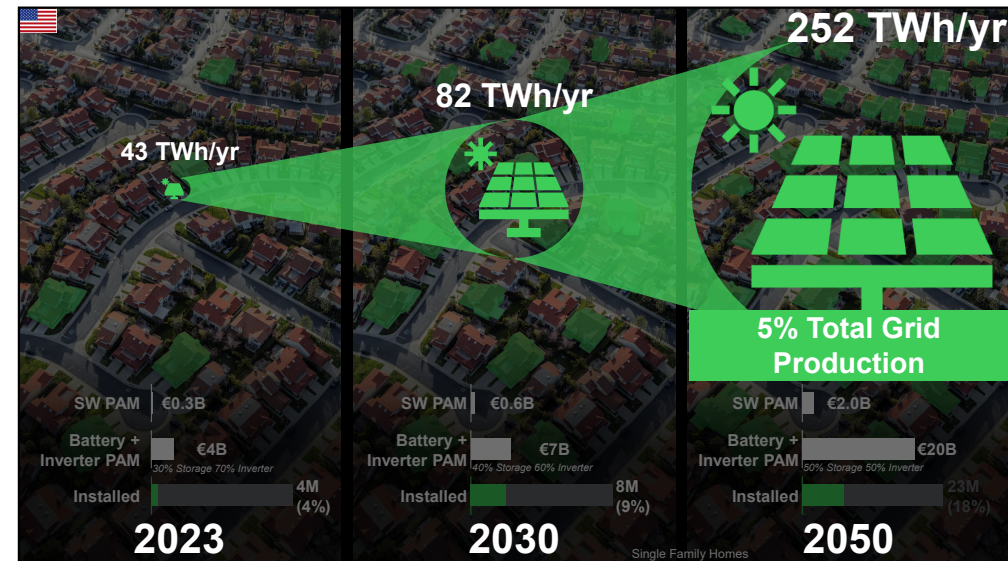 252 TWh/yr
82 TWh/yr
43 TWh/yr
5% Total Grid
Production
SW PAM €0.3B
Battery +
Inverter PAM €4B
30% Storage 70% Inverter
Installed 4M
(4%)
2023
SW PAM €0.6B
Battery +
Inverter PAM €7B
40% Storage 60% Inverter
Installed 8M
(9%)
2030
Single Family Homes
SW PAM €2.0B
Battery +
Inverter PAM €20B
50% Storage 50% Inverter
Installed 23M
(18%)
2050